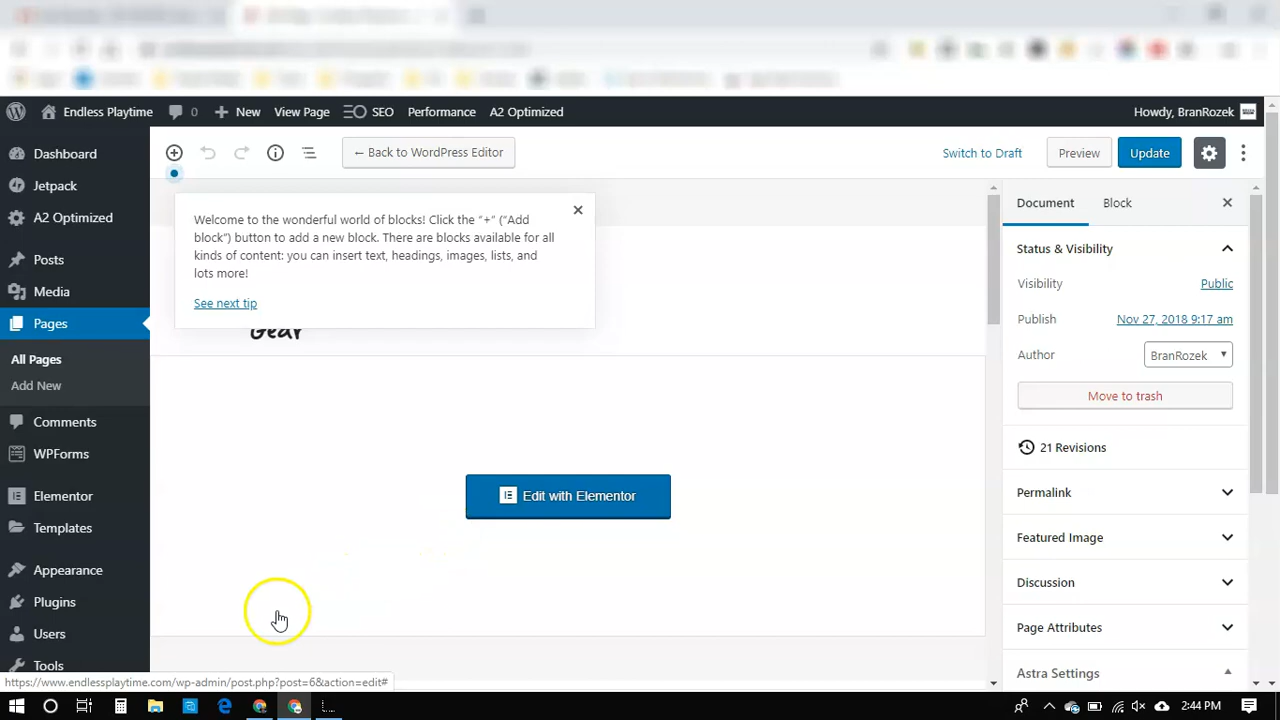 Endless Playtime
0
New
View Page
SEO
Performance
A2 Optimized
Howdy, BranRozek
Dashboard
Jetpack
A2 Optimized
Posts
Media
Pages
All Pages
Add New
Comments
WPForms
Elementor
Templates
Appearance
Plugins
Users
Tools
← Back to WordPress Editor
Switch to Draft
Preview
Update
Welcome to the wonderful world of blocks! Click the “+” (“Add
block”) button to add a new block. There are blocks available for all
kinds of content: you can insert text, headings, images, lists, and
lots more!
See next tip
Gear
Edit with Elementor
Document
Block
Status & Visibility
Visibility
Public
Publish
Nov 27, 2018 9:17 am
Author
BranRozek
Move to trash
21 Revisions
Permalink
Featured Image
Discussion
Page Attributes
Astra Settings
https://www.endlessplaytime.com/wp-admin/post.php?post=6&action=edit#
2:44 PM